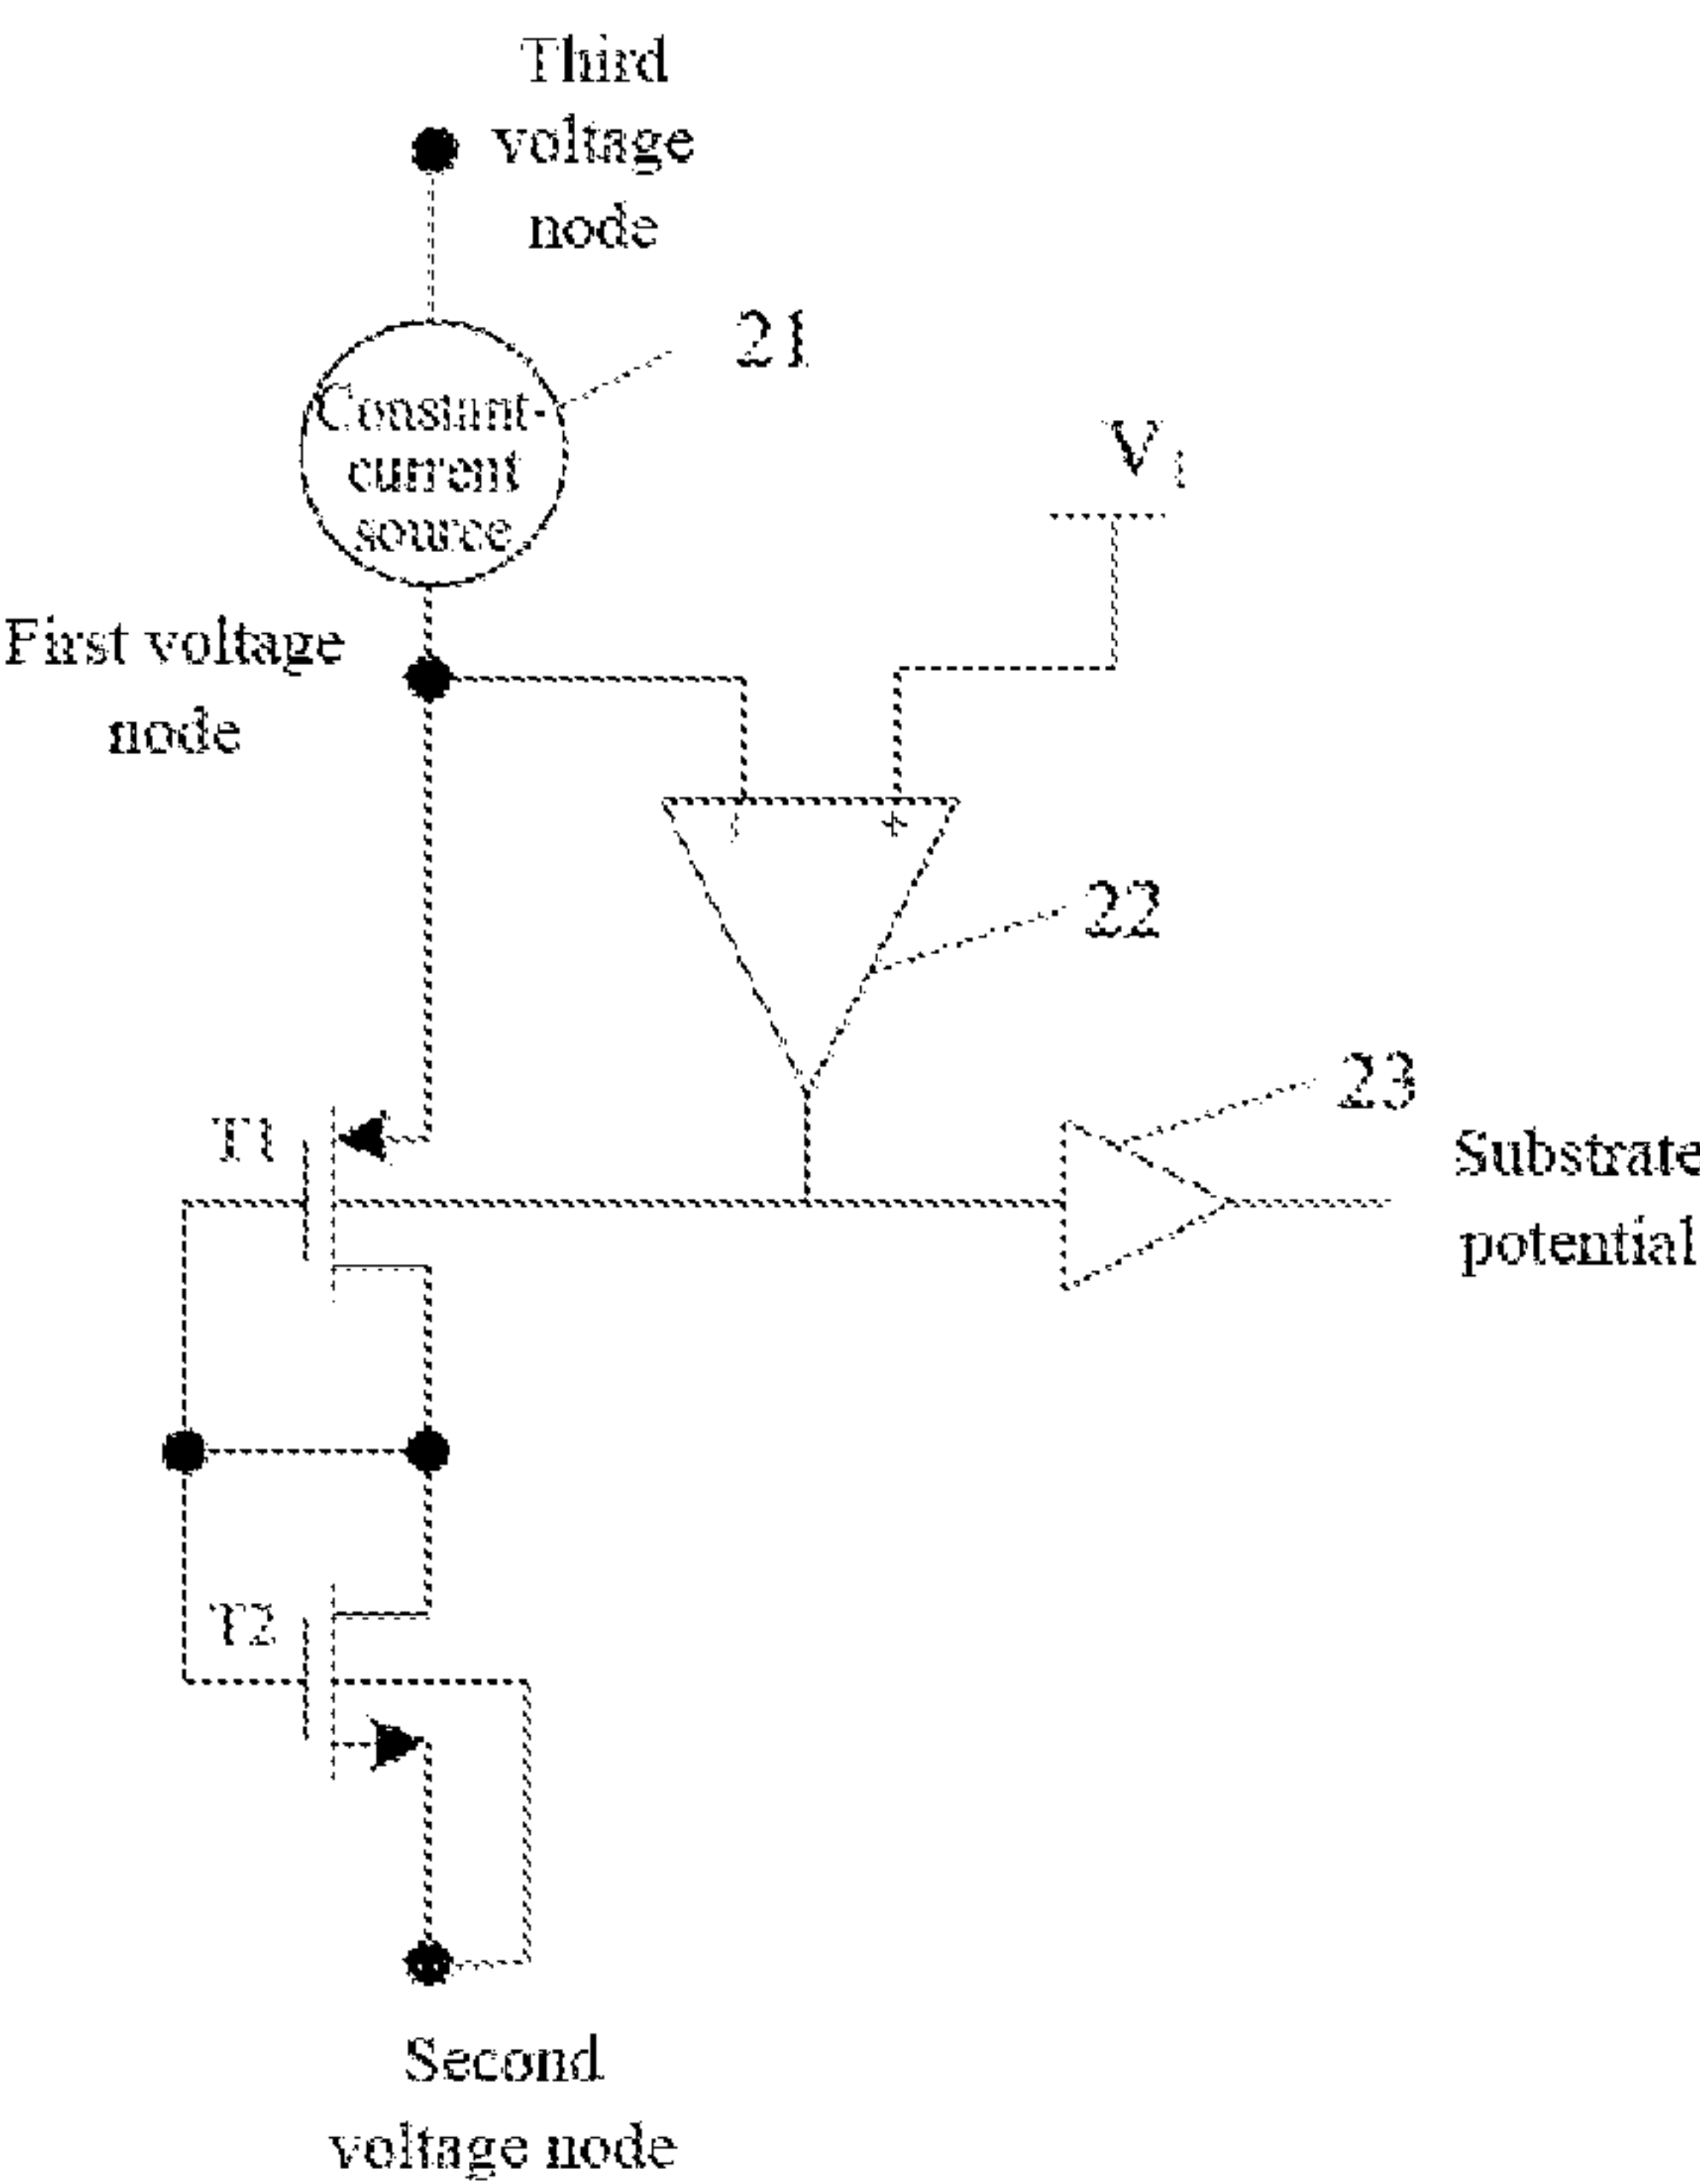 Third
voltage
node
21
Constant-
current
source
V1
First voltage
node
- +
22
23
T1
Substrate
potential
T2
Second
voltage node